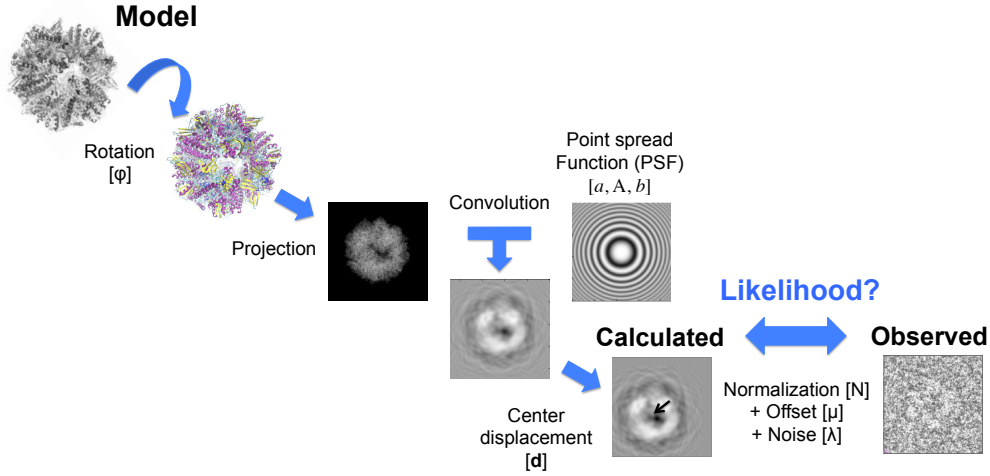 Model
Rotation
[φ]
Projection
Convolution
Point spread
Function (PSF)
[a, A, b]
Likelihood?
Calculated
Observed
Center
displacement
[d]
Normalization [N]
+ Offset [μ]
+ Noise [λ]